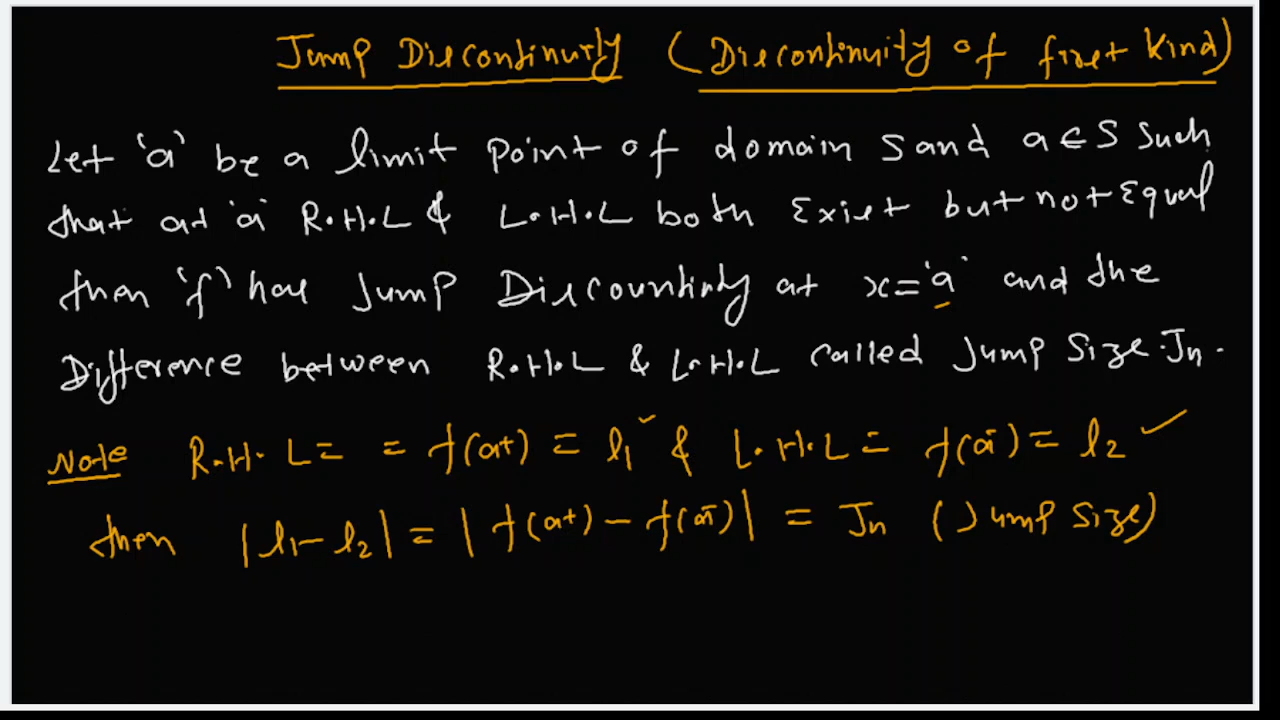 Jump Discontinuity (Discontinuity of first kind)
Let 'a' be a limit point of domain S and a ∈ S such
that at 'a' R.H.L & L.H.L both Exist but not Equal
then 'f' has Jump Discountinty at x = 'a' and the
Difference between R.H.L & L.H.L called Jump Size Jn.
Note R.H.L = = f(a+) = l₁ & L.H.L = f(a-) = l₂
then |l₁ - l₂| = |f(a+) - f(a-)| = Jn (Jump size)